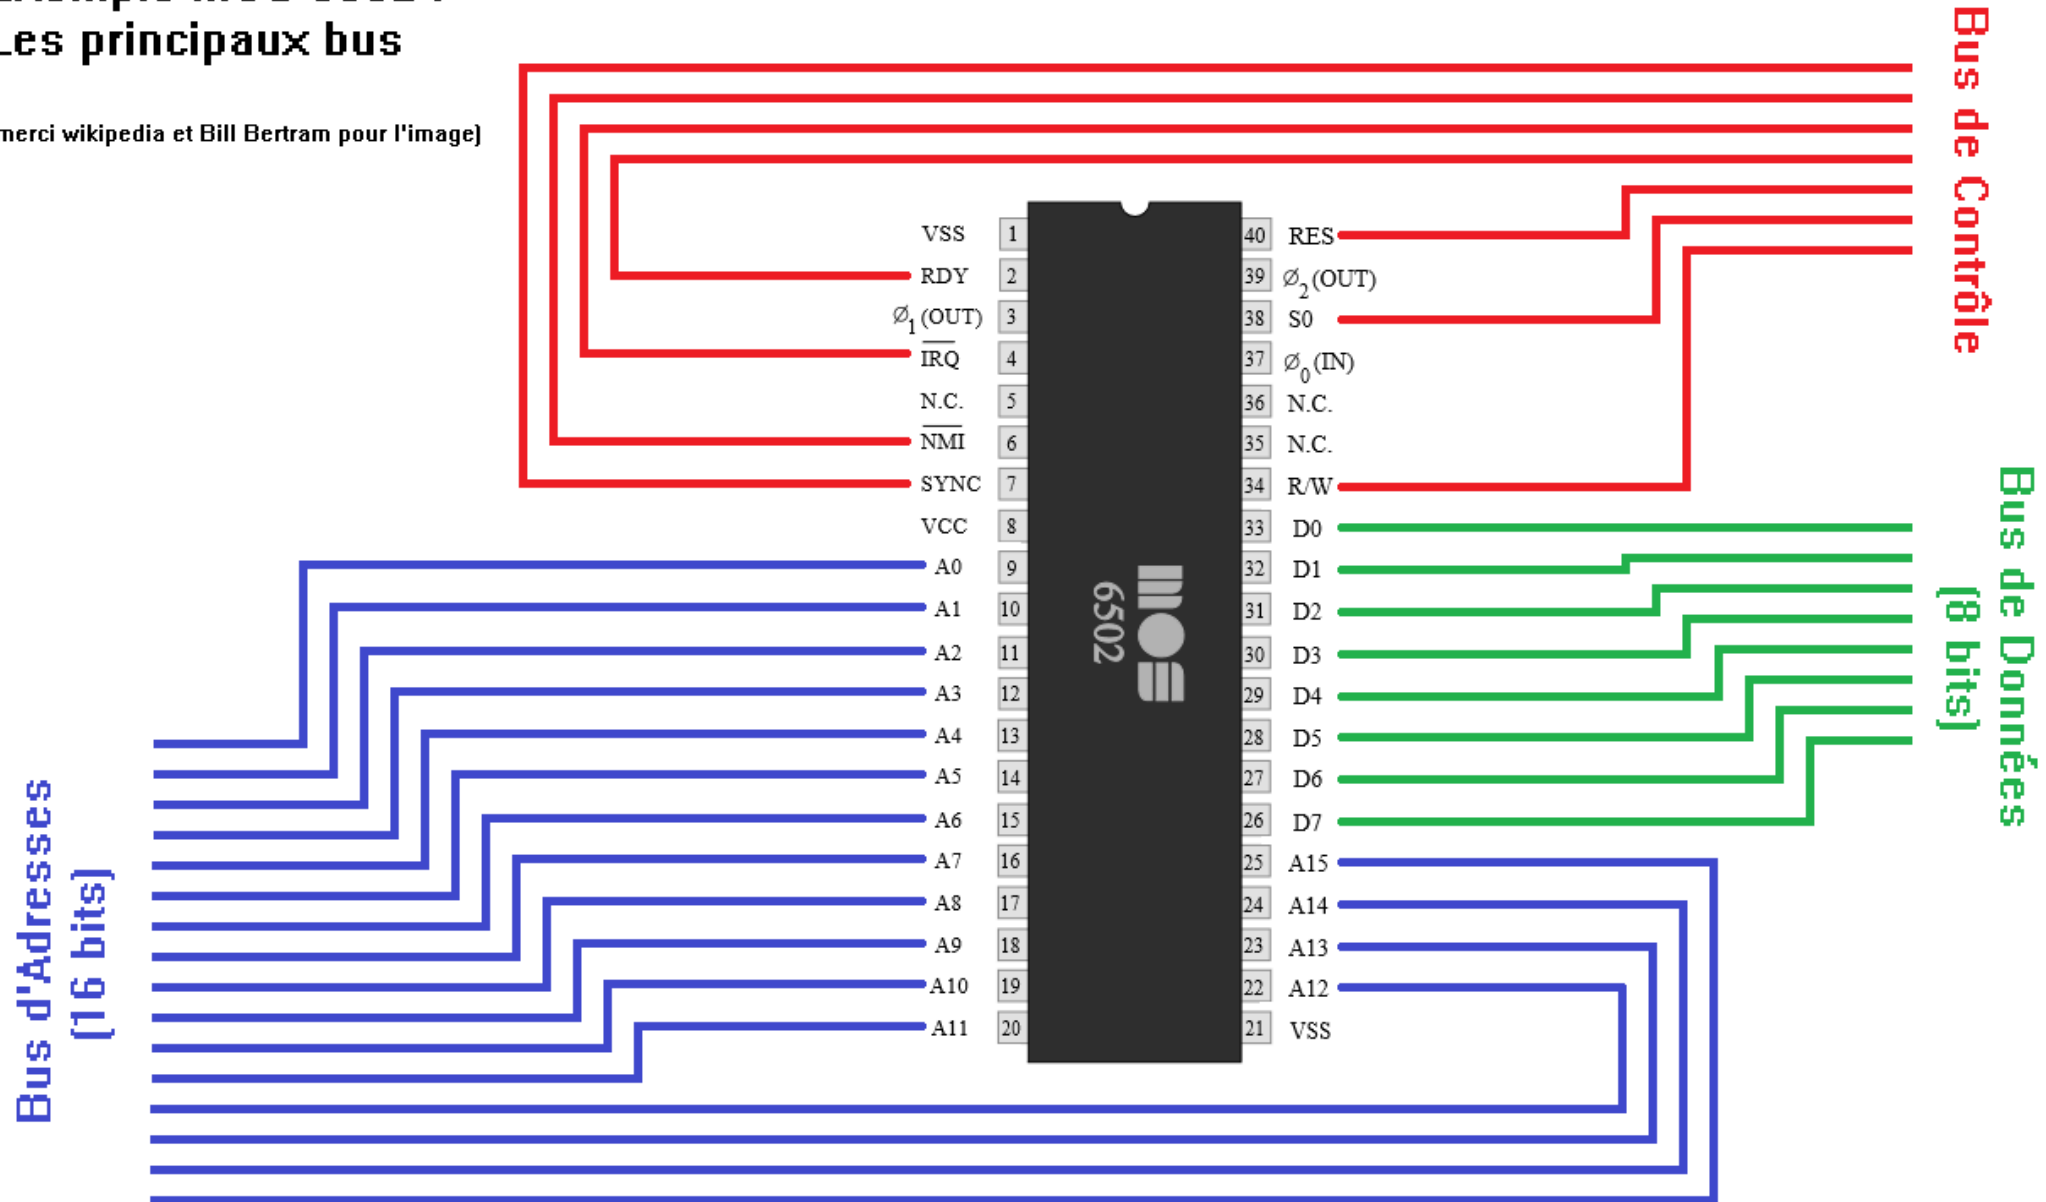 Les principaux bus
merci wikipedia et Bill Bertram pour l'image)
Bus de Contrôle
VSS 1
RDY 2
Ø1(OUT) 3
IRQ 4
N.C. 5
NMI 6
SYNC 7
VCC 8
A0 9
A1 10
A2 11
A3 12
A4 13
A5 14
A6 15
A7 16
A8 17
A9 18
A10 19
A11 20
mos
6502
40 RES
39 Ø2(OUT)
38 S0
37 Ø0(IN)
36 N.C.
35 N.C.
34 R/W
33 D0
32 D1
31 D2
30 D3
29 D4
28 D5
27 D6
26 D7
25 A15
24 A14
23 A13
22 A12
21 VSS
Bus de Données
(8 bits)
Bus d'Adresses
(16 bits)